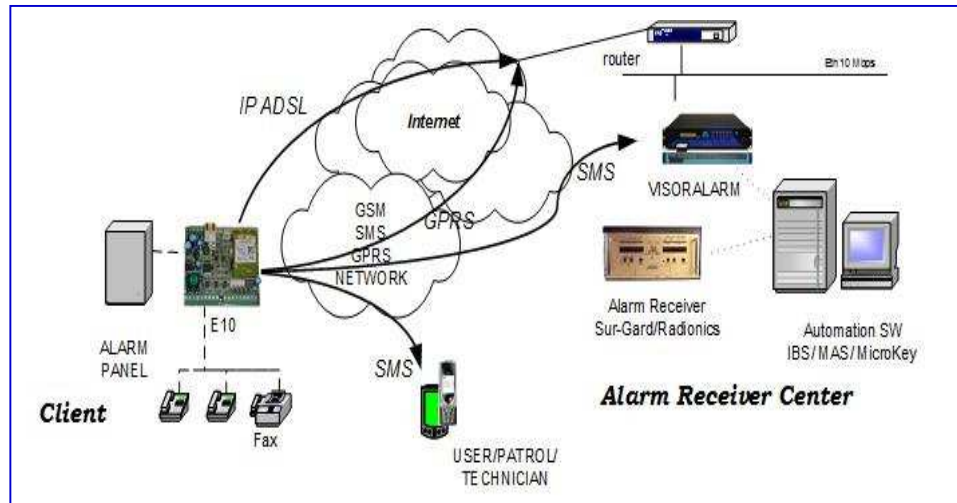 router
Eth 10 Mbps
IP ADSL
Internet
SMS
VISORALARM
GSM
SMS
GPRS
NETWORK
GPRS
E10
ALARM
PANEL
Alarm Receiver
Sur-Gard/Radionics
Automation SW
IBS/MAS/MicroKey
Client
Fax
SMS
Alarm Receiver Center
USER/PATROL/
TECHNICIAN